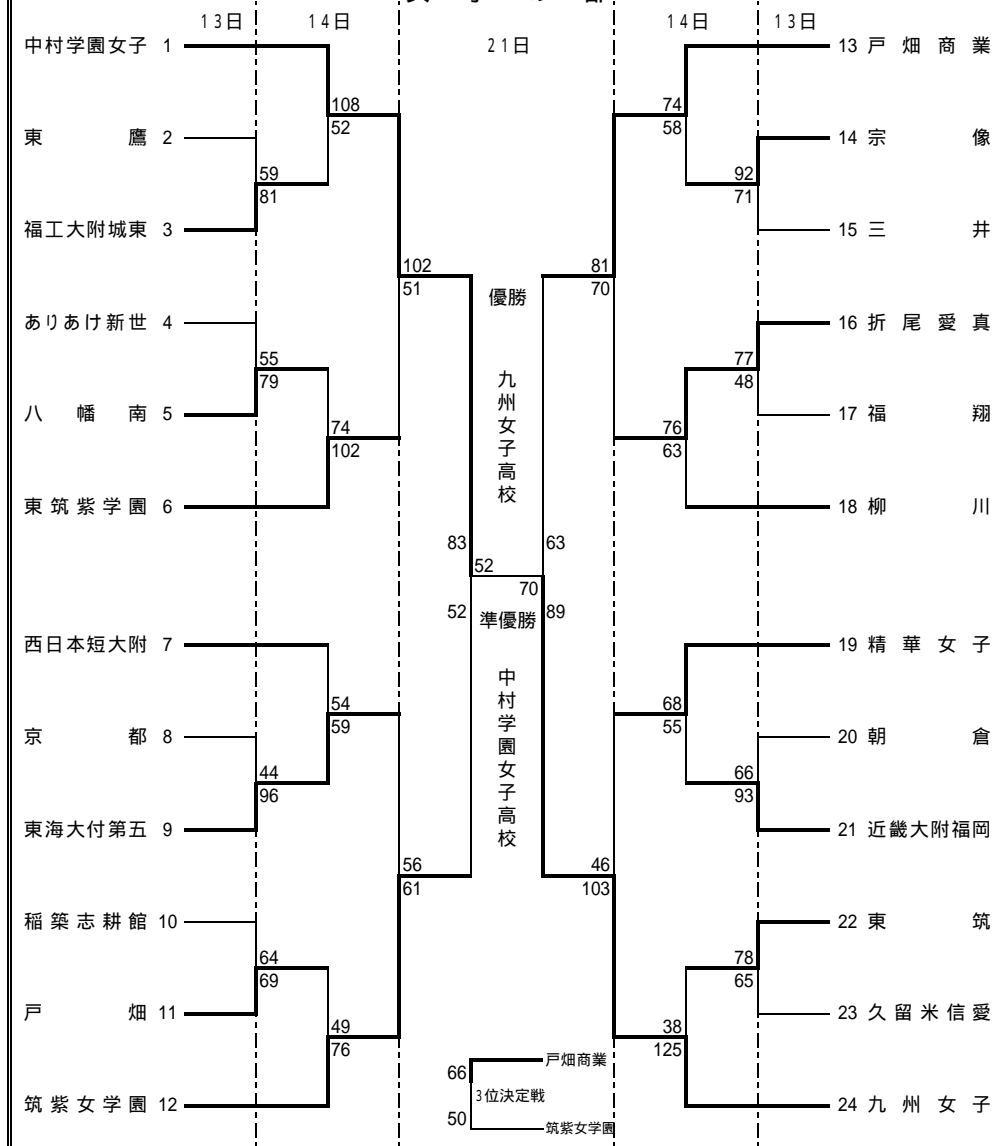 13日 14日 21日 14日 13日
中村学園女子 1
東鷹 2
福工大附城東 3
ありあけ新世 4
八幡南 5
東筑紫学園 6
西日本短大附 7
京都 8
東海大付第五 9
稲築志耕館 10
戸畑 11
筑紫女学園 12
108
52
59
81
102
51
55
79
74
102
83
52
52
54
59
44
96
56
61
64
69
49
76
優勝
九州女子高校
準優勝
中村学園女子高校
63
70
89
74
58
92
71
81
70
77
48
76
63
68
55
66
93
46
103
78
65
38
125
13 戸畑商業
14 宗像
15 三井
16 折尾愛真
17 福翔
18 柳川
19 精華女子
20 朝倉
21 近畿大附福岡
22 東筑
23 久留米信愛
24 九州女子
66 戸畑商業
3位決定戦
50 筑紫女学園